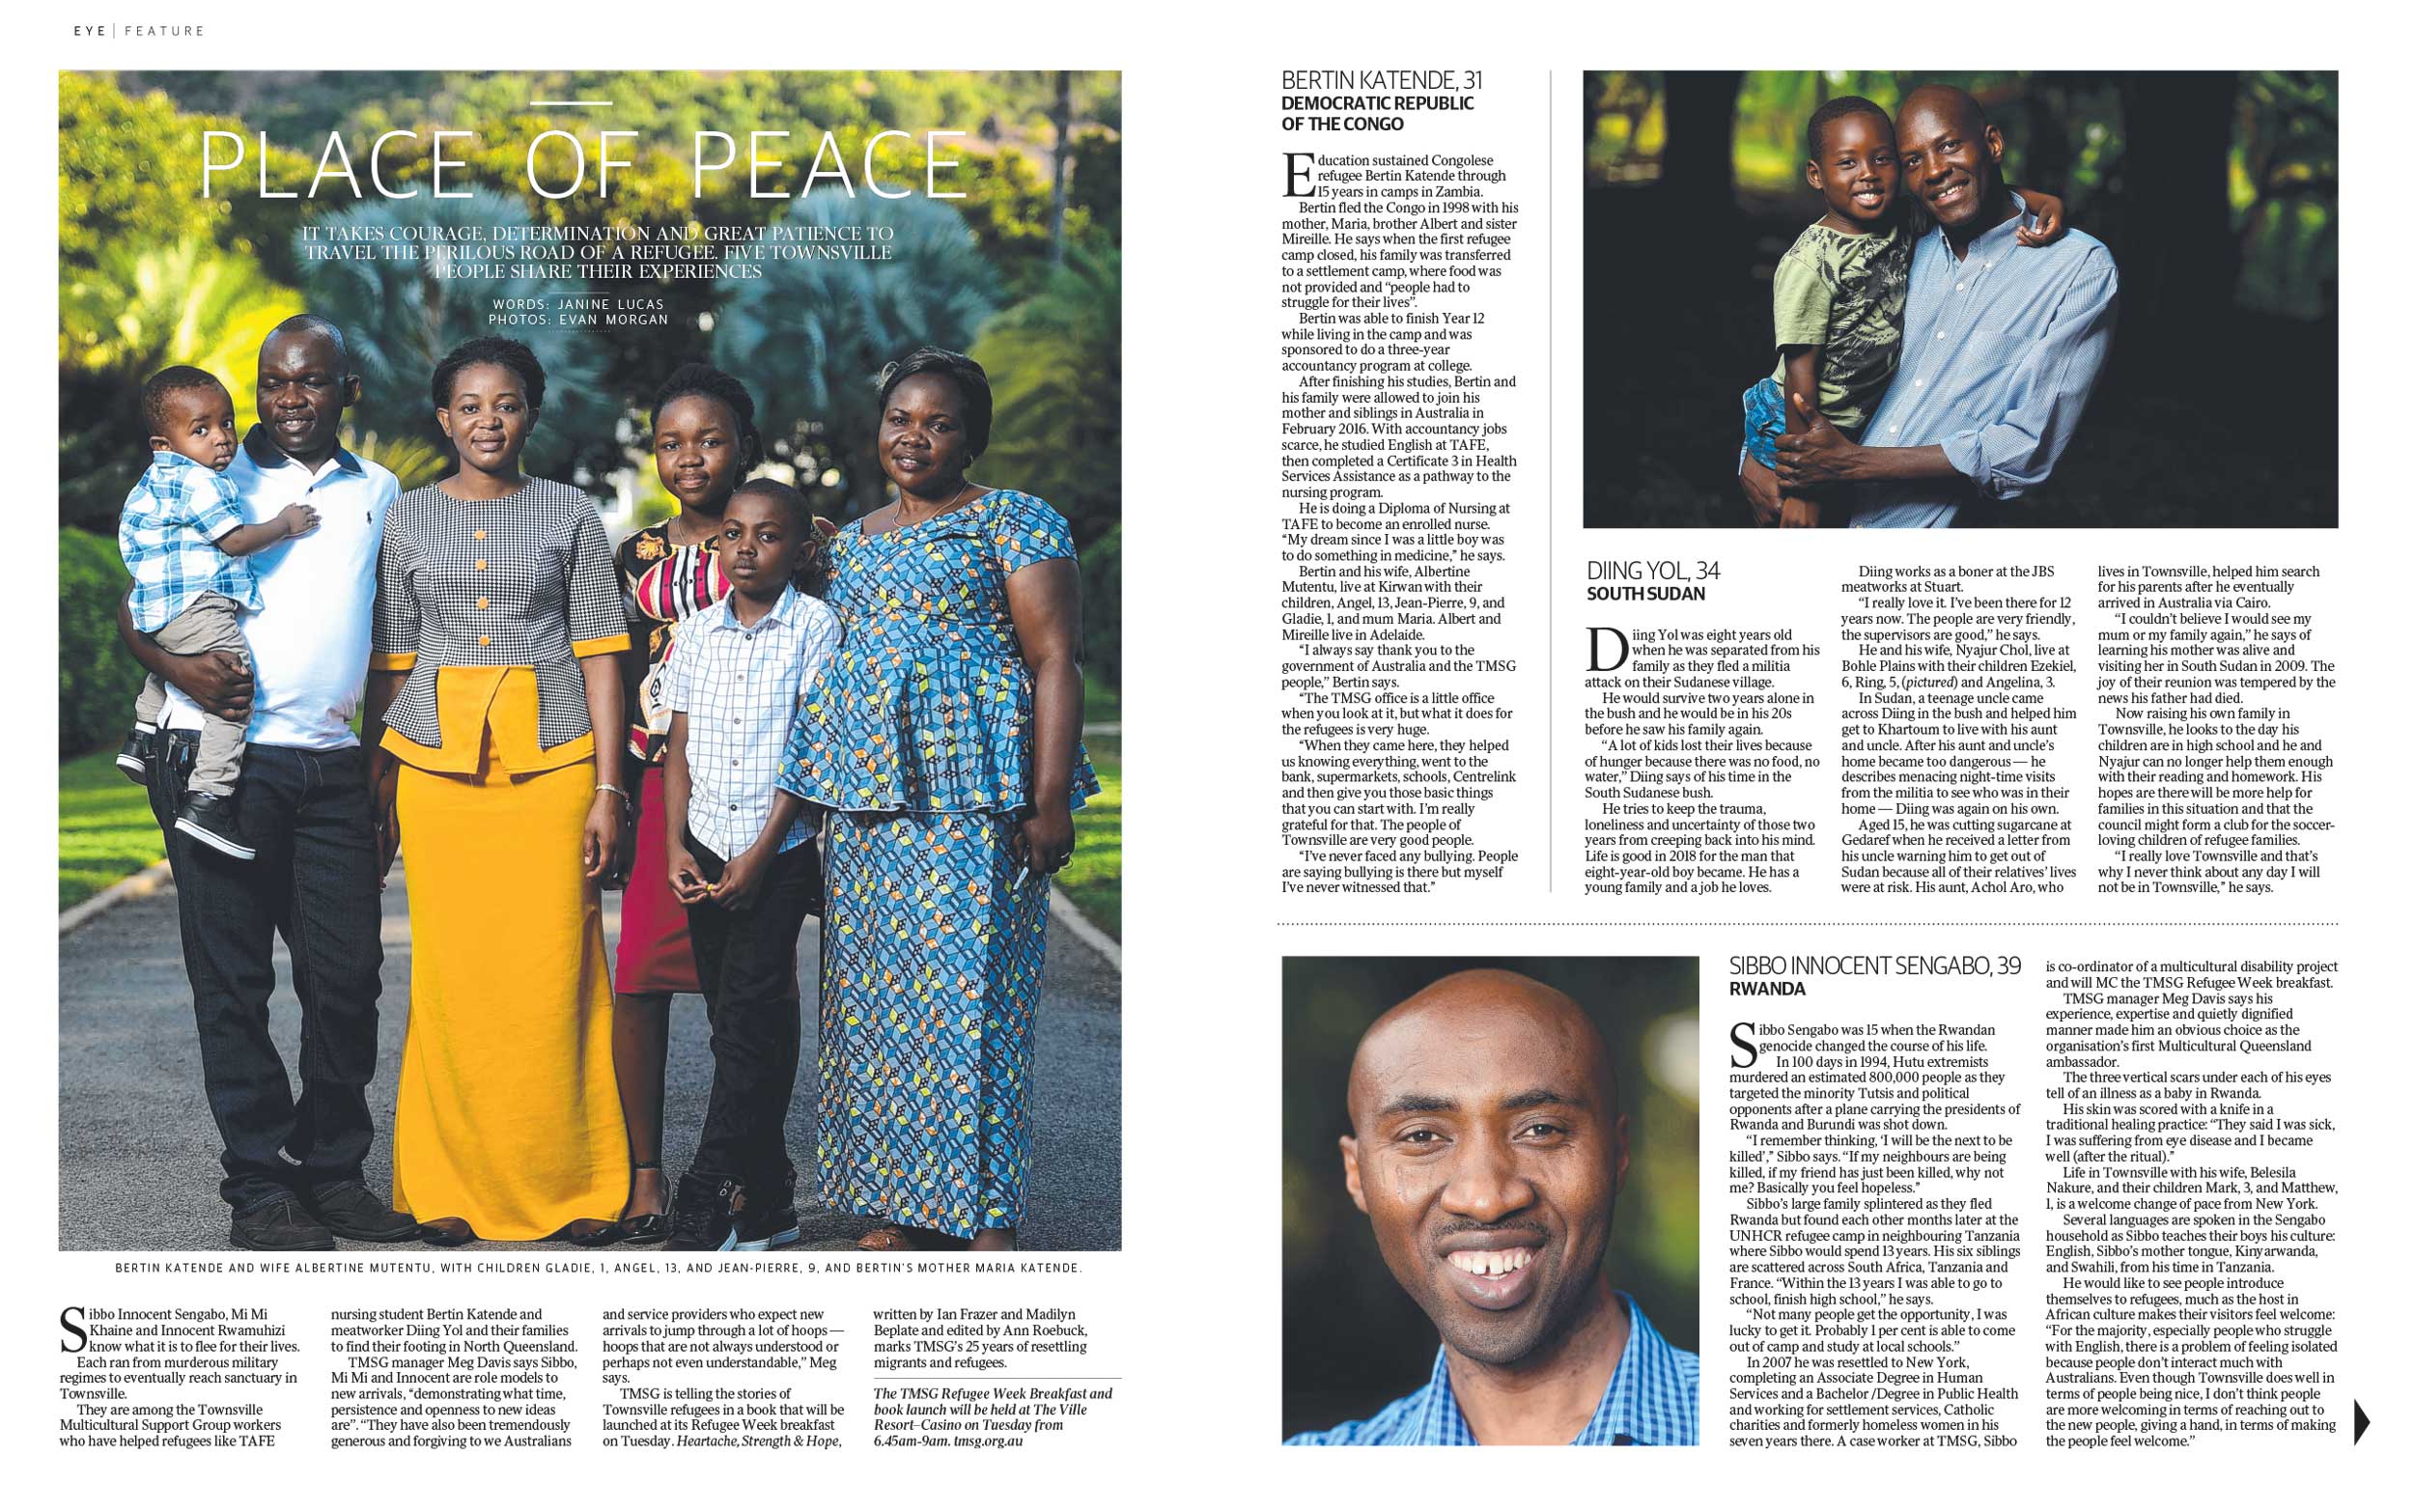 EYE | FEATURE
PLACE OF PEACE
IT TAKES COURAGE, DETERMINATION AND GREAT PATIENCE TO
TRAVEL THE PERILOUS ROAD OF A REFUGEE. FIVE TOWNSVILLE
PEOPLE SHARE THEIR EXPERIENCES
WORDS: JANINE LUCAS
PHOTOS: EVAN MORGAN
BERTIN KATENDE AND WIFE ALBERTINE MUTENTU, WITH CHILDREN GLADIE, 1, ANGEL, 13, AND JEAN-PIERRE, 9, AND BERTIN'S MOTHER MARIA KATENDE.
Sibbo Innocent Sengabo, Mi Mi
Khaine and Innocent Rwamuhizi
know what it is to flee for their lives.
Each ran from murderous military
regimes to eventually reach sanctuary in
Townsville.
They are among the Townsville
Multicultural Support Group workers
who have helped refugees like TAFE
nursing student Bertin Katende and
meatworker Diing Yol and their families
to find their footing in North Queensland.
TMSG manager Meg Davis says Sibbo,
Mi Mi and Innocent are role models to
new arrivals, “demonstrating what time,
persistence and openness to new ideas
are”. “They have also been tremendously
generous and forgiving to we Australians
and service providers who expect new
arrivals to jump through a lot of hoops —
hoops that are not always understood or
perhaps not even understandable,” Meg
says.
TMSG is telling the stories of
Townsville refugees in a book that will be
launched at its Refugee Week breakfast
on Tuesday. Heartache, Strength & Hope,
written by Ian Frazer and Madilyn
Beplate and edited by Ann Roebuck,
marks TMSG’s 25 years of resettling
migrants and refugees.
The TMSG Refugee Week Breakfast and
book launch will be held at The Ville
Resort–Casino on Tuesday from
6.45am-9am. tmsg.org.au
BERTIN KATENDE, 31
DEMOCRATIC REPUBLIC
OF THE CONGO
Education sustained Congolese
refugee Bertin Katende through
15 years in camps in Zambia.
Bertin fled the Congo in 1998 with his
mother, Maria, brother Albert and sister
Mireille. He says when the first refugee
camp closed, his family was transferred
to a settlement camp, where food was
not provided and “people had to
struggle for their lives”.
Bertin was able to finish Year 12
while living in the camp and was
sponsored to do a three-year
accountancy program at college.
After finishing his studies, Bertin and
his family were allowed to join his
mother and siblings in Australia in
February 2016. With accountancy jobs
scarce, he studied English at TAFE,
then completed a Certificate 3 in Health
Services Assistance as a pathway to the
nursing program.
He is doing a Diploma of Nursing at
TAFE to become an enrolled nurse.
“My dream since I was a little boy was
to do something in medicine,” he says.
Bertin and his wife, Albertine
Mutentu, live at Kirwan with their
children, Angel, 13, Jean-Pierre, 9, and
Gladie, 1, and mum Maria. Albert and
Mireille live in Adelaide.
“I always say thank you to the
government of Australia and the TMSG
people,” Bertin says.
“The TMSG office is a little office
when you look at it, but what it does for
the refugees is very huge.
“When they came here, they helped
us knowing everything, went to the
bank, supermarkets, schools, Centrelink
and then give you those basic things
that you can start with. I’m really
grateful for that. The people of
Townsville are very good people.
“I’ve never faced any bullying. People
are saying bullying is there but myself
I’ve never witnessed that.”
DIING YOL, 34
SOUTH SUDAN
Diing Yol was eight years old
when he was separated from his
family as they fled a militia
attack on their Sudanese village.
He would survive two years alone in
the bush and he would be in his 20s
before he saw his family again.
“A lot of kids lost their lives because
of hunger because there was no food, no
water,” Diing says of his time in the
South Sudanese bush.
He tries to keep the trauma,
loneliness and uncertainty of those two
years from creeping back into his mind.
Life is good in 2018 for the man that
eight-year-old boy became. He has a
young family and a job he loves.
Diing works as a boner at the JBS
meatworks at Stuart.
“I really love it. I’ve been there for 12
years now. The people are very friendly,
the supervisors are good,” he says.
He and his wife, Nyajur Chol, live at
Bohle Plains with their children Ezekiel,
6, Ring, 5, (pictured) and Angelina, 3.
In Sudan, a teenage uncle came
across Diing in the bush and helped him
get to Khartoum to live with his aunt
and uncle. After his aunt and uncle’s
home became too dangerous — he
describes menacing night-time visits
from the militia to see who was in their
home — Diing was again on his own.
Aged 15, he was cutting sugarcane at
Gedaref when he received a letter from
his uncle warning him to get out of
Sudan because all of their relatives’ lives
were at risk. His aunt, Achol Aro, who
lives in Townsville, helped him search
for his parents after he eventually
arrived in Australia via Cairo.
“I couldn’t believe I would see my
mum or my family again,” he says of
learning his mother was alive and
visiting her in South Sudan in 2009. The
joy of their reunion was tempered by the
news his father had died.
Now raising his own family in
Townsville, he looks to the day his
children are in high school and he and
Nyajur can no longer help them enough
with their reading and homework. His
hopes are there will be more help for
families in this situation and that the
council might form a club for the soccer-
loving children of refugee families.
“I really love Townsville and that’s
why I never think about any day I will
not be in Townsville,” he says.
SIBBO INNOCENT SENGABO, 39
RWANDA
Sibbo Sengabo was 15 when the Rwandan
genocide changed the course of his life.
In 100 days in 1994, Hutu extremists
murdered an estimated 800,000 people as they
targeted the minority Tutsis and political
opponents after a plane carrying the presidents of
Rwanda and Burundi was shot down.
“I remember thinking, ‘I will be the next to be
killed’,” Sibbo says. “If my neighbours are being
killed, if my friend has just been killed, why not
me? Basically you feel hopeless.”
Sibbo’s large family splintered as they fled
Rwanda but found each other months later at the
UNHCR refugee camp in neighbouring Tanzania
where Sibbo would spend 13 years. His six siblings
are scattered across South Africa, Tanzania and
France. “Within the 13 years I was able to go to
school, finish high school,” he says.
“Not many people get the opportunity, I was
lucky to get it. Probably 1 per cent is able to come
out of camp and study at local schools.”
In 2007 he was resettled to New York,
completing an Associate Degree in Human
Services and a Bachelor /Degree in Public Health
and working for settlement services, Catholic
charities and formerly homeless women in his
seven years there. A case worker at TMSG, Sibbo
is co-ordinator of a multicultural disability project
and will MC the TMSG Refugee Week breakfast.
TMSG manager Meg Davis says his
experience, expertise and quietly dignified
manner made him an obvious choice as the
organisation’s first Multicultural Queensland
ambassador.
The three vertical scars under each of his eyes
tell of an illness as a baby in Rwanda.
His skin was scored with a knife in a
traditional healing practice: “They said I was sick,
I was suffering from eye disease and I became
well (after the ritual).”
Life in Townsville with his wife, Belesila
Nakure, and their children Mark, 3, and Matthew,
1, is a welcome change of pace from New York.
Several languages are spoken in the Sengabo
household as Sibbo teaches their boys his culture:
English, Sibbo’s mother tongue, Kinyarwanda,
and Swahili, from his time in Tanzania.
He would like to see people introduce
themselves to refugees, much as the host in
African culture makes their visitors feel welcome:
“For the majority, especially people who struggle
with English, there is a problem of feeling isolated
because people don’t interact much with
Australians. Even though Townsville does well in
terms of people being nice, I don’t think people
are more welcoming in terms of reaching out to
the new people, giving a hand, in terms of making
the people feel welcome.”